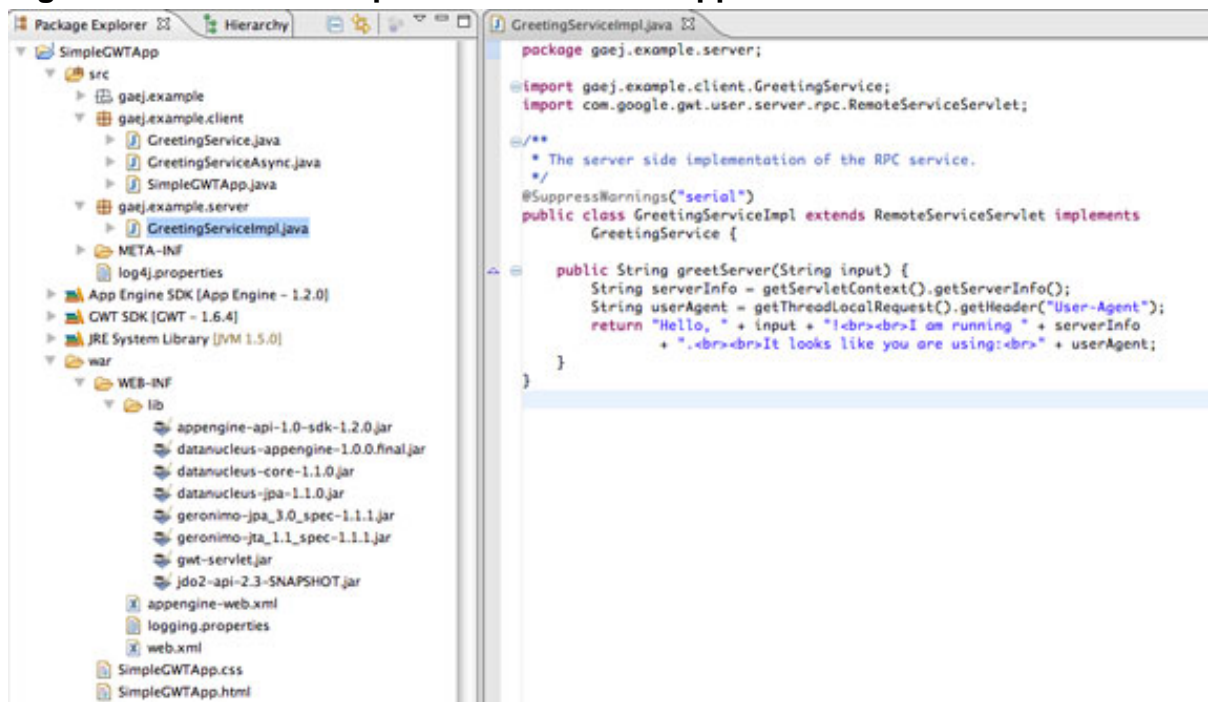 Package Explorer
Hierarchy
SimpleGWTApp
src
gaej.example
gaej.example.client
GreetingService.java
GreetingServiceAsync.java
SimpleGWTApp.java
gaej.example.server
GreetingServiceImpl.java
META-INF
log4j.properties
App Engine SDK [App Engine - 1.2.0]
GWT SDK [GWT - 1.6.4]
JRE System Library [JVM 1.5.0]
war
WEB-INF
lib
appengine-api-1.0-sdk-1.2.0.jar
datanucleus-appengine-1.0.0.final.jar
datanucleus-core-1.1.0.jar
datanucleus-jpa-1.1.0.jar
geronimo-jpa_3.0_spec-1.1.1.jar
geronimo-jta_1.1_spec-1.1.1.jar
gwt-servlet.jar
jdo2-api-2.3-SNAPSHOT.jar
appengine-web.xml
logging.properties
web.xml
SimpleGWTApp.css
SimpleGWTApp.html
GreetingServiceImpl.java
package gaej.example.server;
import gaej.example.client.GreetingService;
import com.google.gwt.user.server.rpc.RemoteServiceServlet;
/**
* The server side implementation of the RPC service.
*/
@SuppressWarnings("serial")
public class GreetingServiceImpl extends RemoteServiceServlet implements
GreetingService {
public String greetServer(String input) {
String serverInfo = getServletContext().getServerInfo();
String userAgent = getThreadLocalRequest().getHeader("User-Agent");
return "Hello, " + input + "!<br><br>I am running " + serverInfo
+ ".<br><br>It looks like you are using:<br>" + userAgent;
}
}